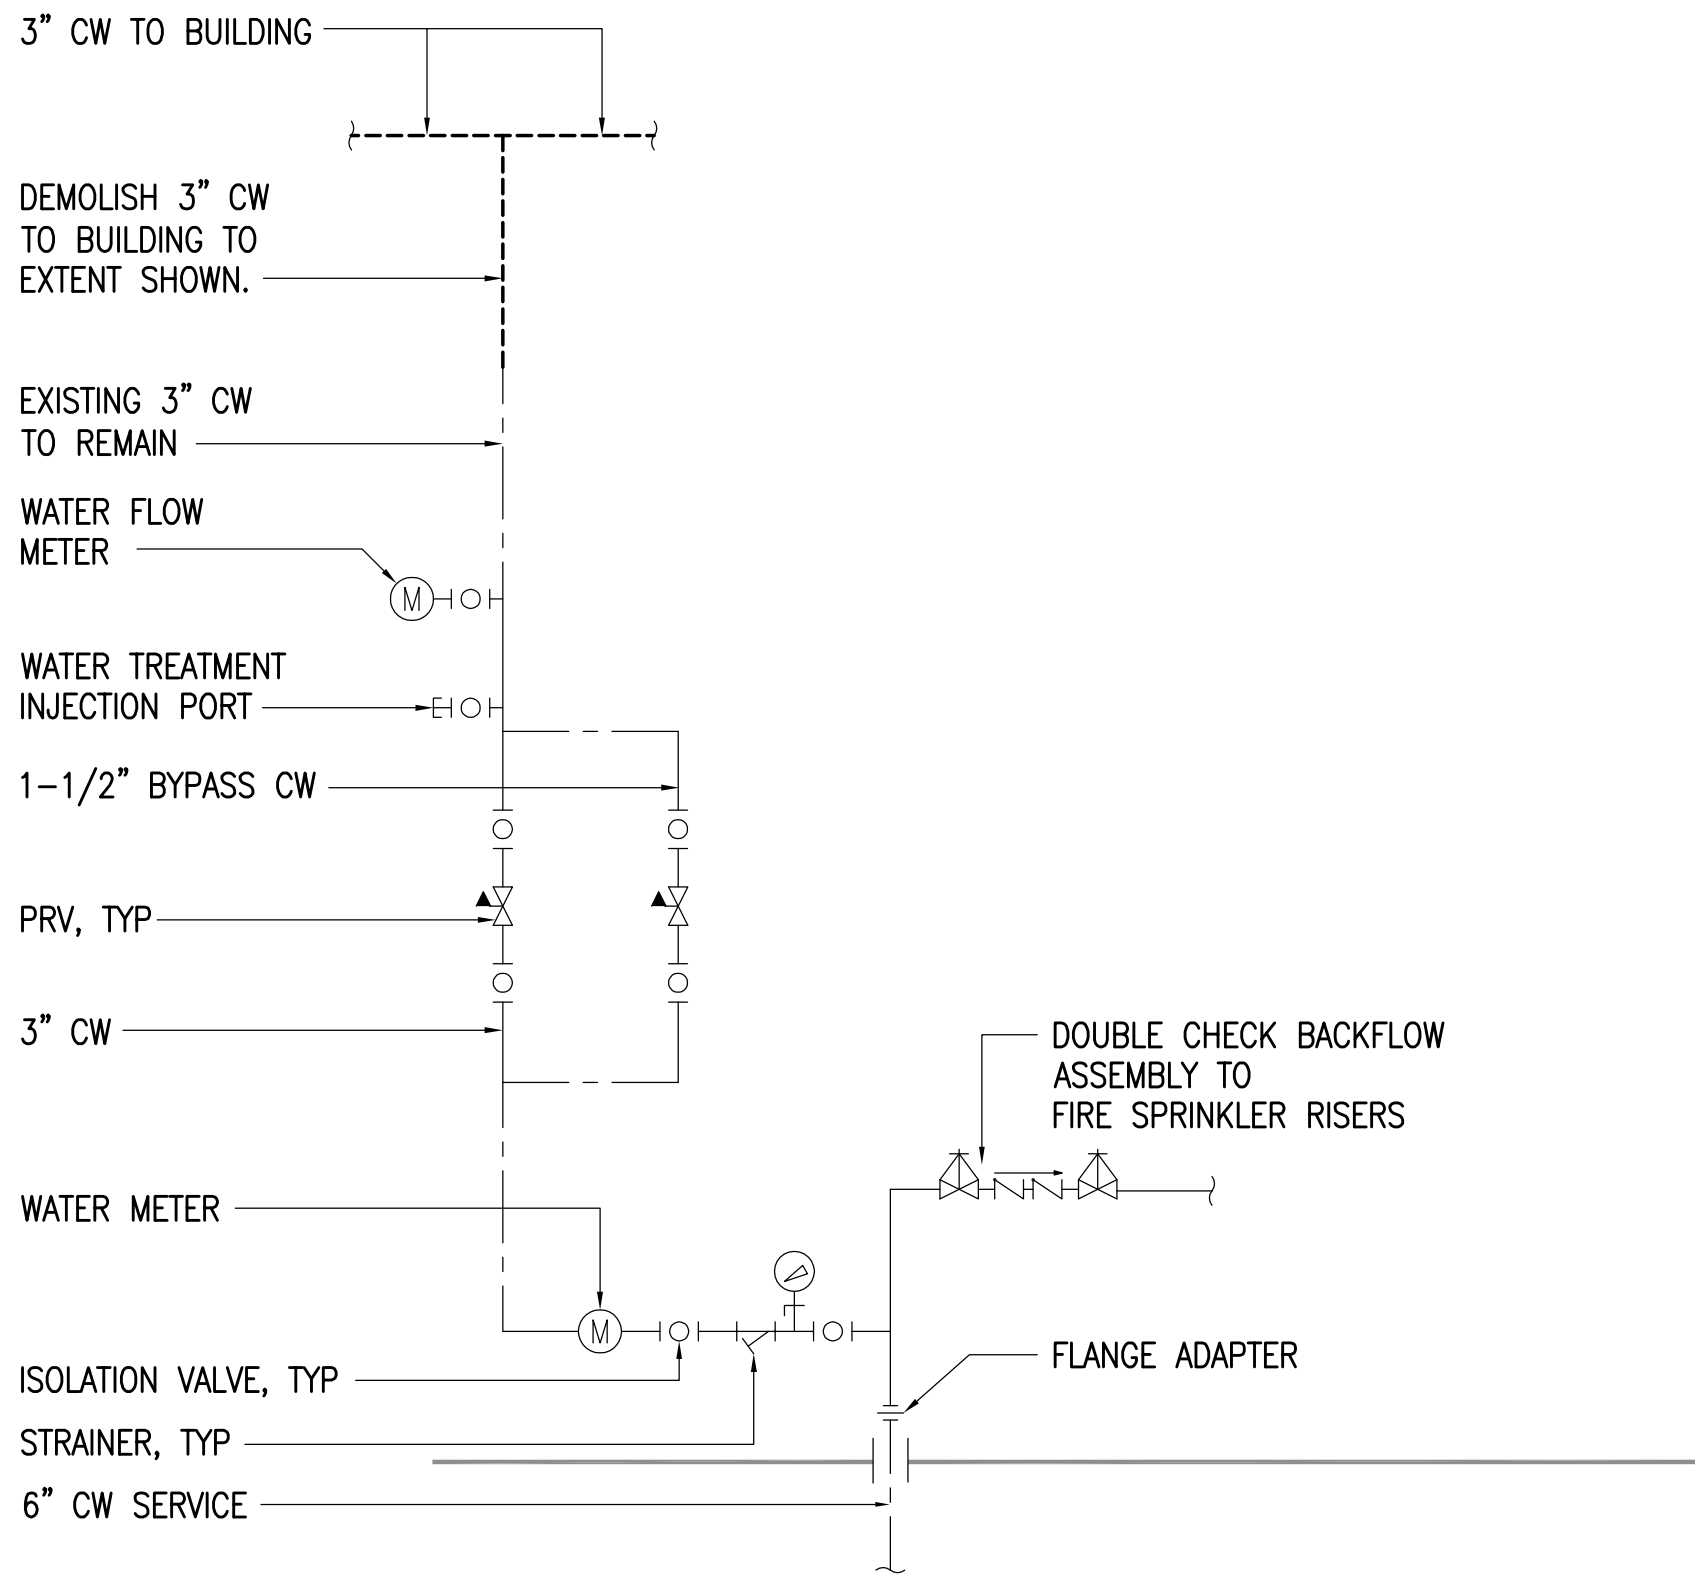 3” CW TO BUILDING
DEMOLISH 3” CW
TO BUILDING TO
EXTENT SHOWN.
EXISTING 3” CW
TO REMAIN
WATER FLOW
METER
M
WATER TREATMENT
INJECTION PORT
1-1/2” BYPASS CW
PRV, TYP
3” CW
DOUBLE CHECK BACKFLOW
ASSEMBLY TO
FIRE SPRINKLER RISERS
WATER METER
M
FLANGE ADAPTER
ISOLATION VALVE, TYP
STRAINER, TYP
6” CW SERVICE